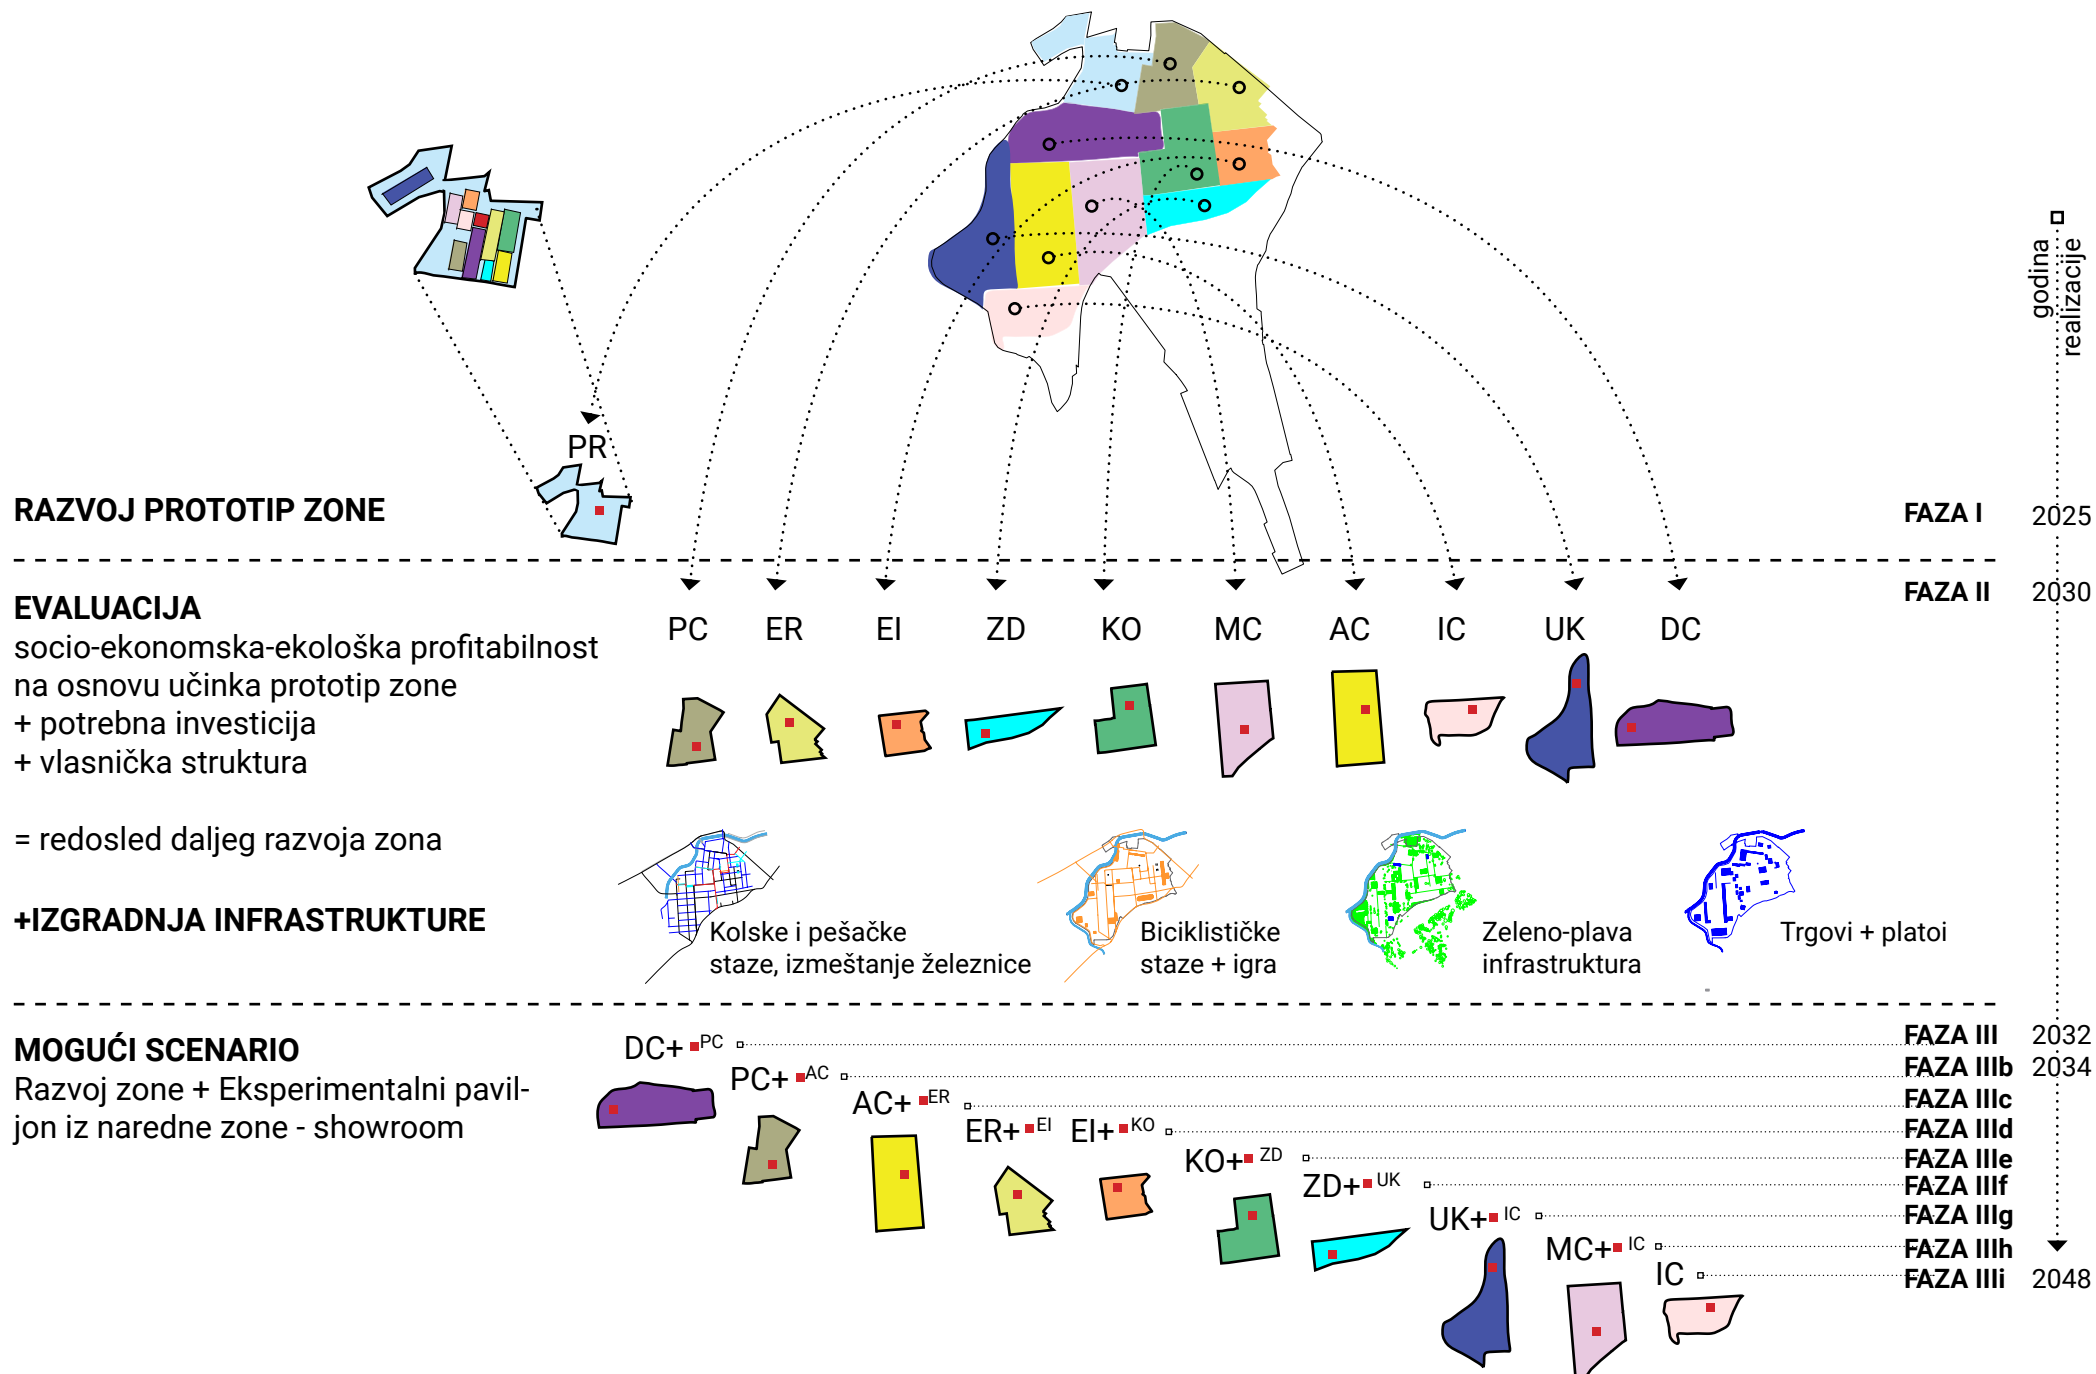 godina
realizacije
PR
RAZVOJ PROTOTIP ZONE
FAZA I 2025
FAZA II 2030
EVALUACIJA
socio-ekonomska-ekološka profitabilnost
na osnovu učinka prototip zone
+ potrebna investicija
+ vlasnička struktura
PC ER EI ZD KO MC AC IC UK DC
= redosled daljeg razvoja zona
+IZGRADNJA INFRASTRUKTURE
Kolske i pešačke
staze, izmeštanje železnice
Biciklističke
staze + igra
Zeleno-plava
infrastruktura
Trgovi + platoi
MOGUĆI SCENARIO
Razvoj zone + Eksperimentalni pavil-
jon iz naredne zone - showroom
DC+ PC FAZA III 2032
PC+ AC FAZA IIIb 2034
AC+ ER FAZA IIIc
ER+ EI EI+ KO FAZA IIId
KO+ ZD FAZA IIIe
ZD+ UK FAZA IIIf
UK+ IC FAZA IIIg
MC+ IC FAZA IIIh
IC FAZA IIIi 2048